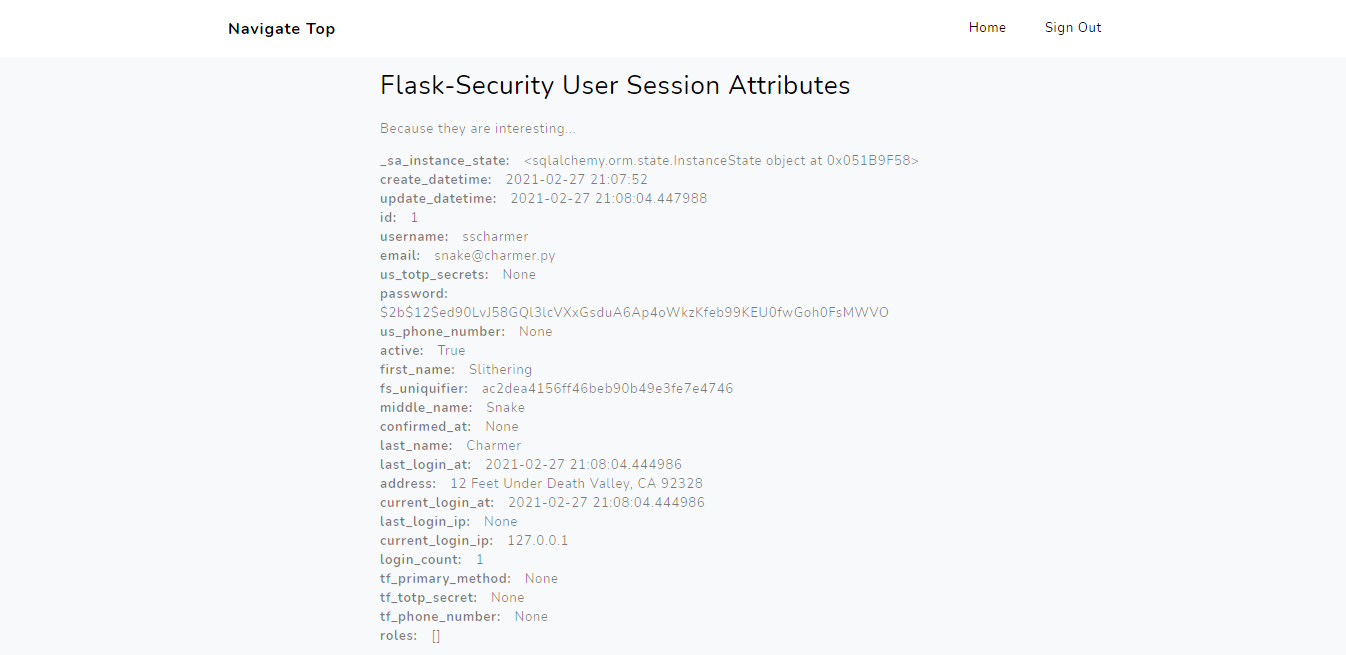 Navigate Top
Home
Sign Out
Flask-Security User Session Attributes
Because they are interesting...
_sa_instance_state: <sqlalchemy.orm.state.InstanceState object at 0x051B9F58>
create_datetime: 2021-02-27 21:07:52
update_datetime: 2021-02-27 21:08:04.447988
id: 1
username: sscharmer
email: snake@charmer.py
us_totp_secrets: None
password:
$2b$12$ed90LvJ58GQl3lcVXxGsduA6Ap4oWkzKfeb99KEU0fwGoh0FsMWVO
us_phone_number: None
active: True
first_name: Slithering
fs_uniquifier: ac2dea4156ff46beb90b49e3fe7e4746
middle_name: Snake
confirmed_at: None
last_name: Charmer
last_login_at: 2021-02-27 21:08:04.444986
address: 12 Feet Under Death Valley, CA 92328
current_login_at: 2021-02-27 21:08:04.444986
last_login_ip: None
current_login_ip: 127.0.0.1
login_count: 1
tf_primary_method: None
tf_totp_secret: None
tf_phone_number: None
roles: []